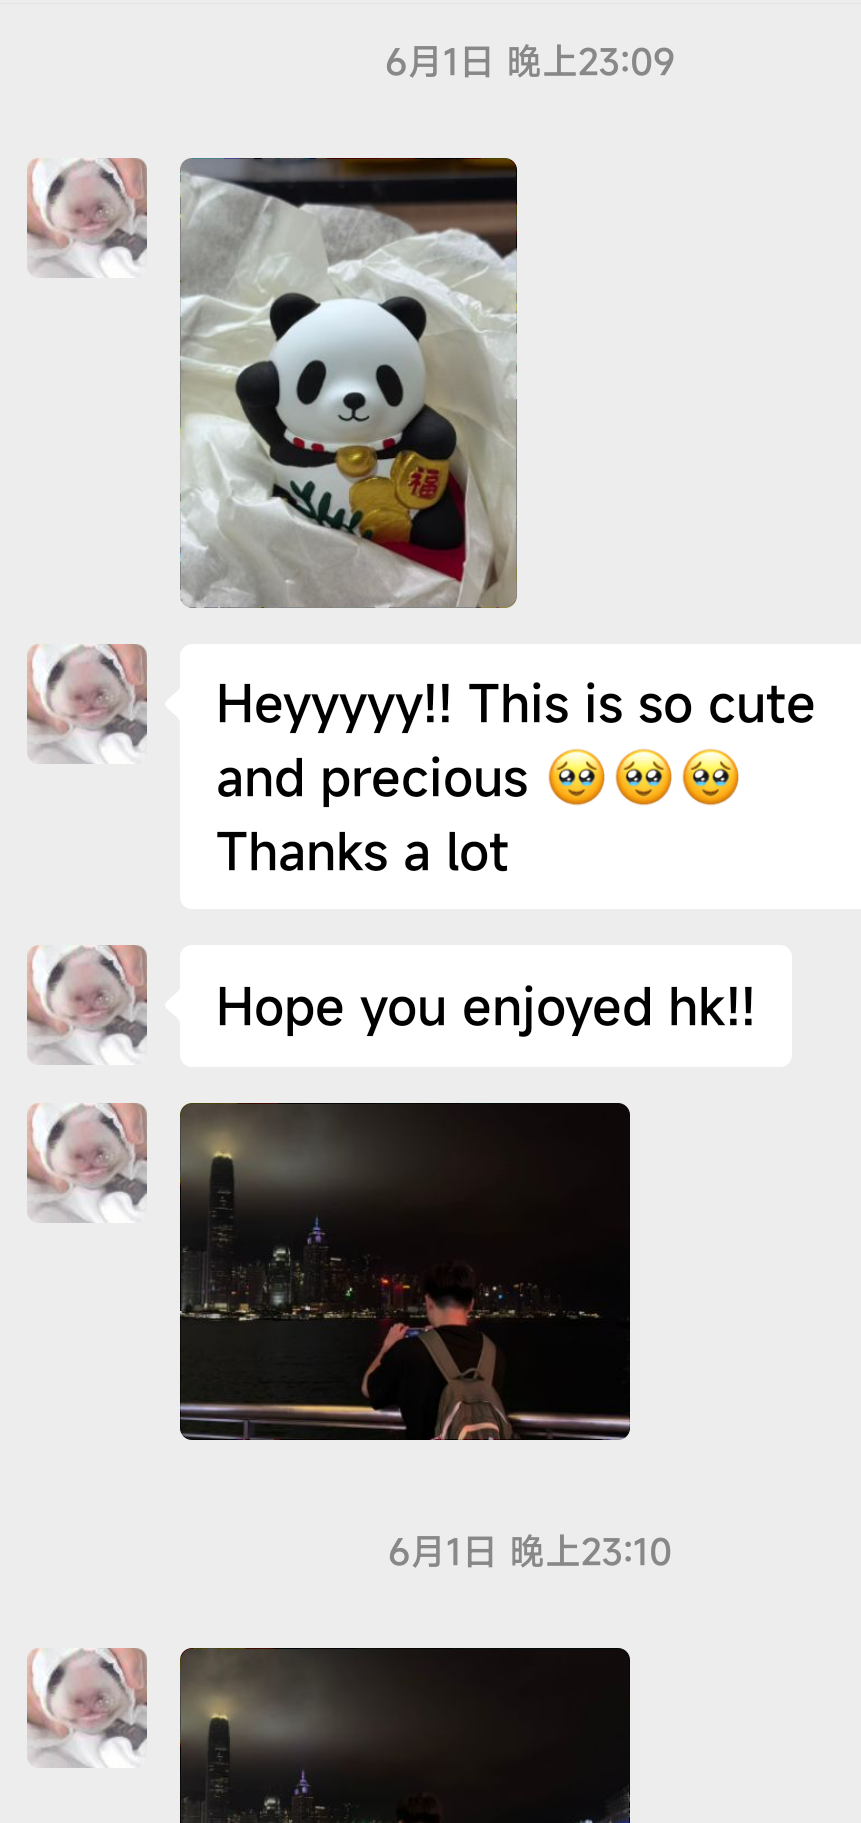 6月1日 晚上23:09
福
Heyyyyy!! This is so cute
and precious 🥹🥹🥹
Thanks a lot
Hope you enjoyed hk!!
6月1日 晚上23:10